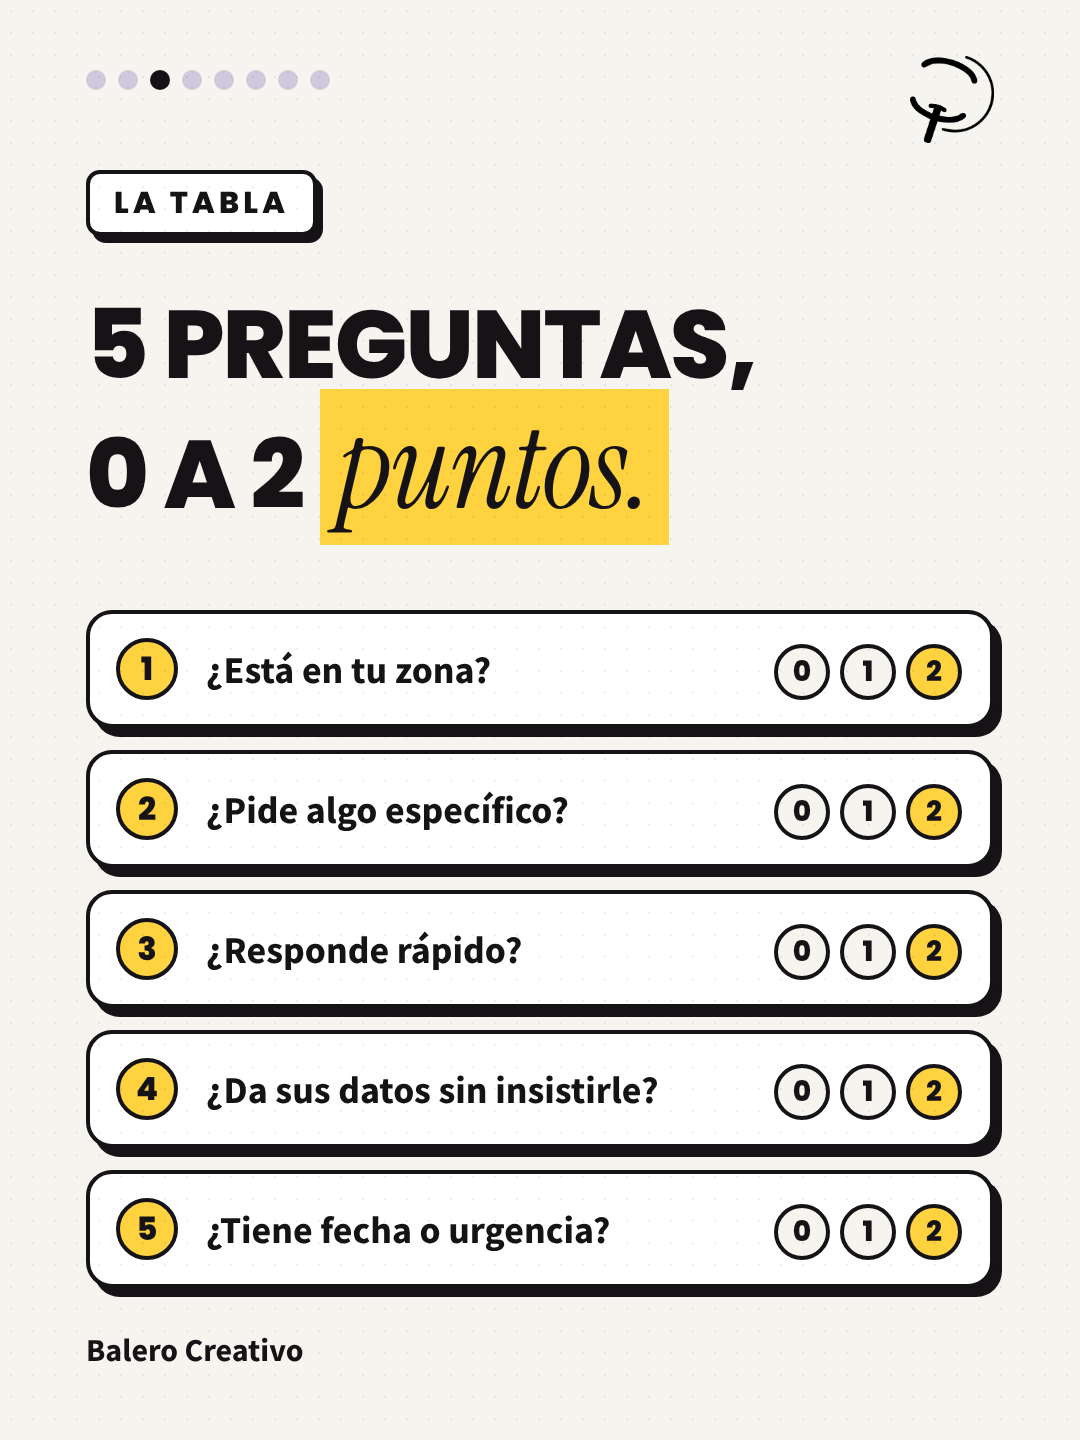 LA TABLA
5 PREGUNTAS,
0 A 2 puntos.
1 ¿Está en tu zona? 0 1 2
2 ¿Pide algo específico? 0 1 2
3 ¿Responde rápido? 0 1 2
4 ¿Da sus datos sin insistirle? 0 1 2
5 ¿Tiene fecha o urgencia? 0 1 2
Balero Creativo